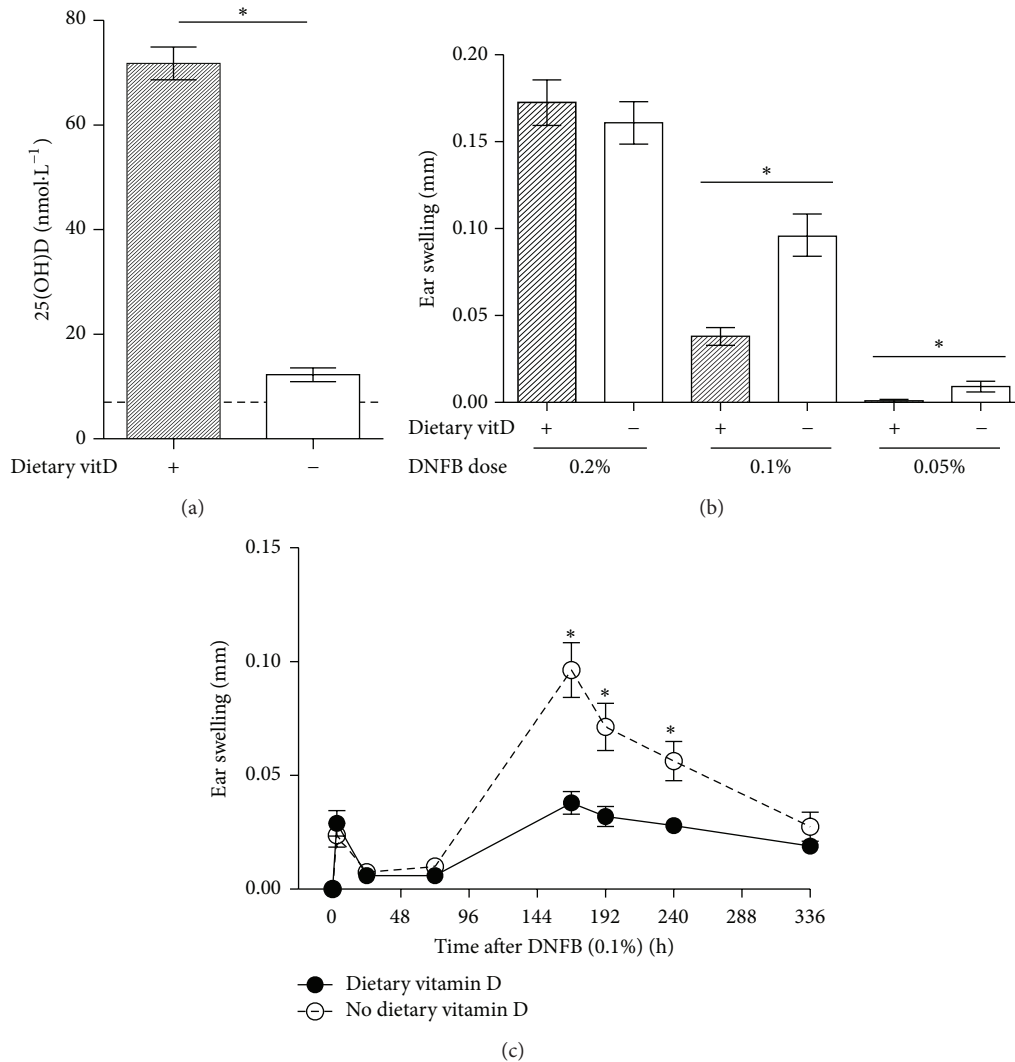 80
60
40
20
0
25(OH)D (nmol·L⁻¹)
*
Dietary vitD + −
(a)
0.20
0.15
0.10
0.05
0.00
Ear swelling (mm)
*
*
Dietary vitD + − + − + −
DNFB dose 0.2% 0.1% 0.05%
(b)
0.15
0.10
0.05
0.00
Ear swelling (mm)
*
*
*
0 48 96 144 192 240 288 336
Time after DNFB (0.1%) (h)
Dietary vitamin D
No dietary vitamin D
(c)